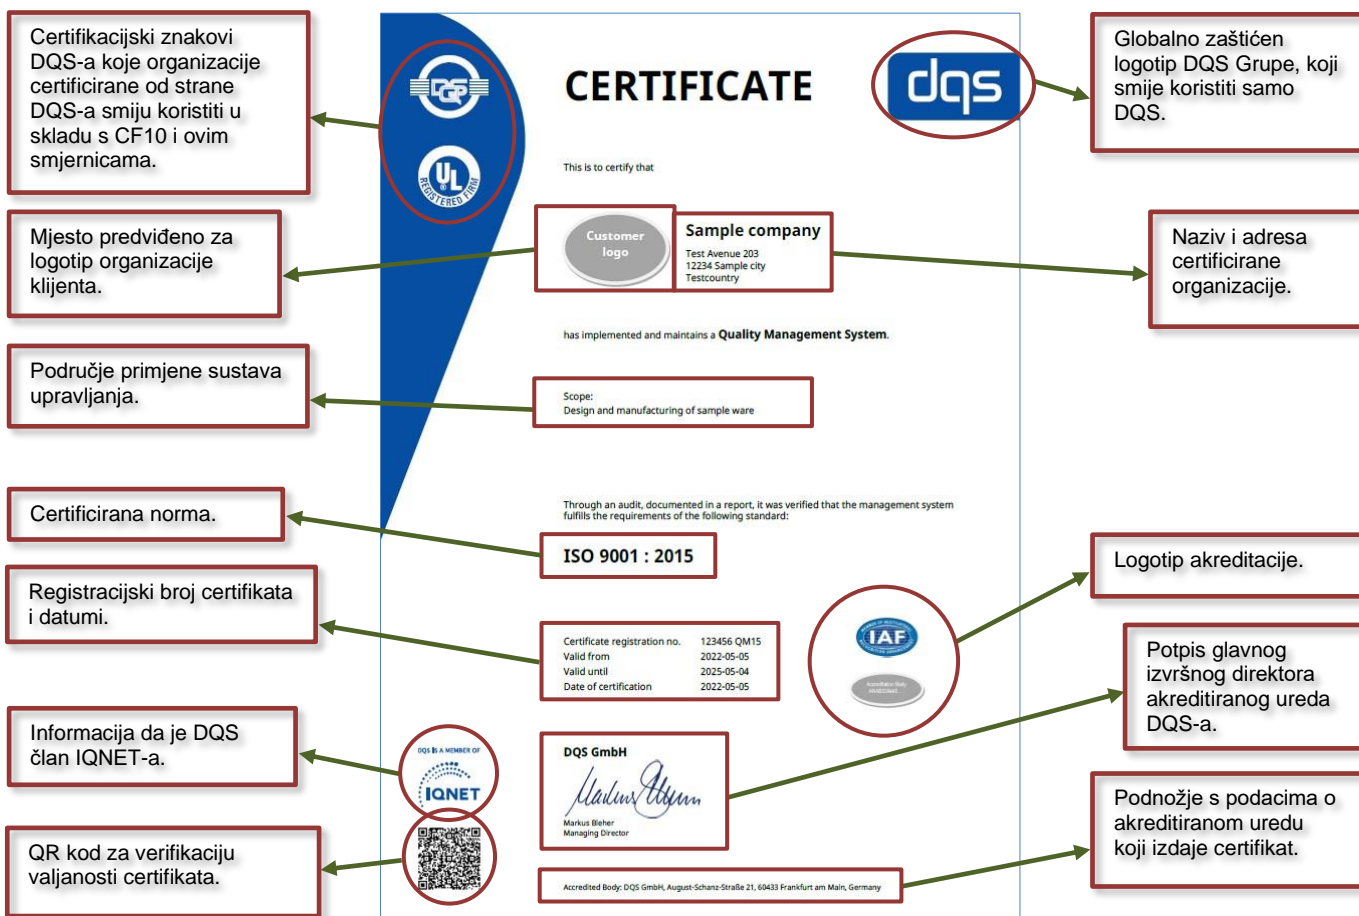 Certifikacijski znakovi
DQS-a koje organizacije
certificirane od strane
DQS-a smiju koristiti u
skladu s CF10 i ovim
smjernicama.
Mjesto predviđeno za
logotip organizacije
klijenta.
Područje primjene sustava
upravljanja.
Certificirana norma.
Registracijski broj certifikata
i datumi.
Informacija da je DQS
član IQNET-a.
QR kod za verifikaciju
valjanosti certifikata.
UL
REGISTERED FIRM
CERTIFICATE
dqs
This is to certify that
Customer
logo
Sample company
Test Avenue 203
12234 Sample city
Testcountry
has implemented and maintains a Quality Management System.
Scope:
Design and manufacturing of sample ware
Through an audit, documented in a report, it was verified that the management system
fulfills the requirements of the following standard:
ISO 9001 : 2015
Certificate registration no. 123456 QM15
Valid from 2022-05-05
Valid until 2025-05-04
Date of certification 2022-05-05
IAF
DQS IS A MEMBER OF
IQNET
DQS GmbH
Markus Bleher
Managing Director
Accredited Body: DQS GmbH, August-Schanz-Straße 21, 60433 Frankfurt am Main, Germany
Globalno zaštićen
logotip DQS Grupe, koji
smije koristiti samo
DQS.
Naziv i adresa
certificirane
organizacije.
Logotip akreditacije.
Potpis glavnog
izvršnog direktora
akreditiranog ureda
DQS-a.
Podnožje s podacima o
akreditiranom uredu
koji izdaje certifikat.